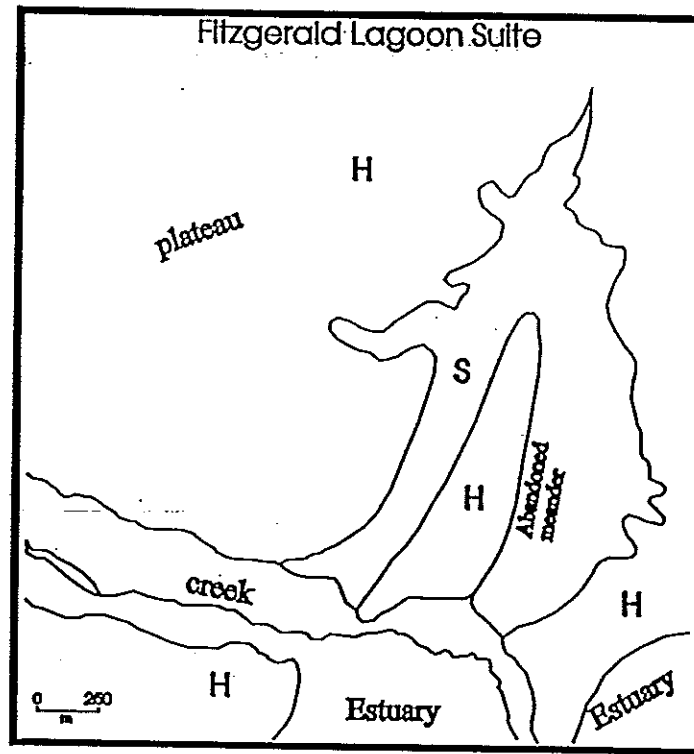 Fitzgerald Lagoon Suite
H
plateau
S
H
Abandoned
meander
creek
H
H
0 250
m
Estuary
Estuary